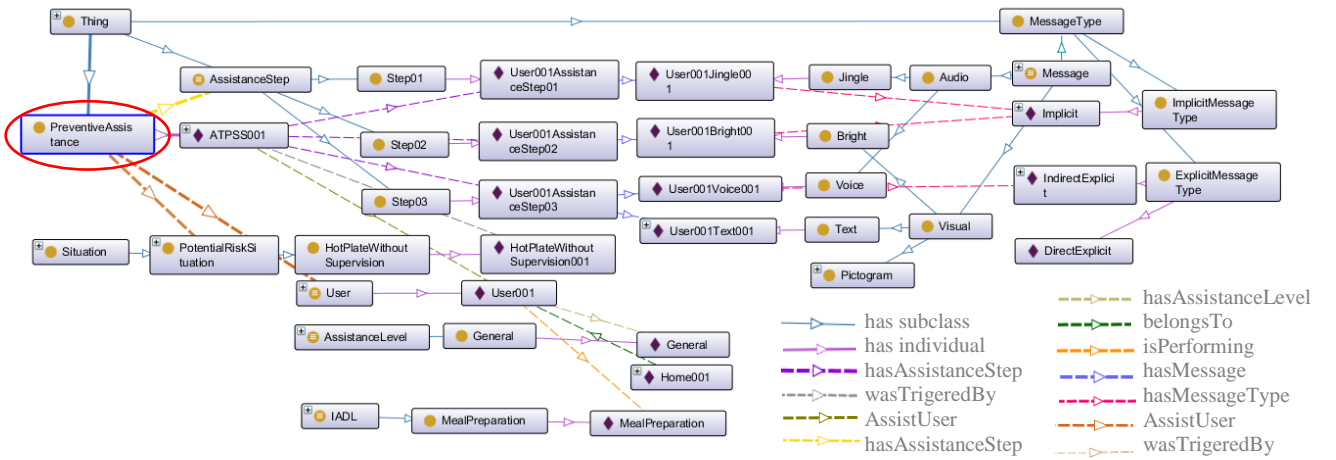 Thing
MessageType
AssistanceStep
Step01
User001Assistan
ceStep01
User001Jingle00
1
Jingle
Audio
Message
PreventiveAssis
tance
ATPSS001
Step02
User001Assistan
ceStep02
User001Bright00
1
Bright
Implicit
ImplicitMessage
Type
Step03
User001Assistan
ceStep03
User001Voice001
Voice
IndirectExplici
t
ExplicitMessage
Type
User001Text001
Text
Visual
Situation
PotentialRiskSi
tuation
HotPlateWithout
Supervision
HotPlateWithout
Supervision001
Pictogram
DirectExplicit
User
User001
AssistanceLevel
General
General
Home001
IADL
MealPreparation
MealPreparation
has subclass
has individual
hasAssistanceStep
wasTrigeredBy
AssistUser
hasAssistanceStep
hasAssistanceLevel
belongsTo
isPerforming
hasMessage
hasMessageType
AssistUser
wasTrigeredBy